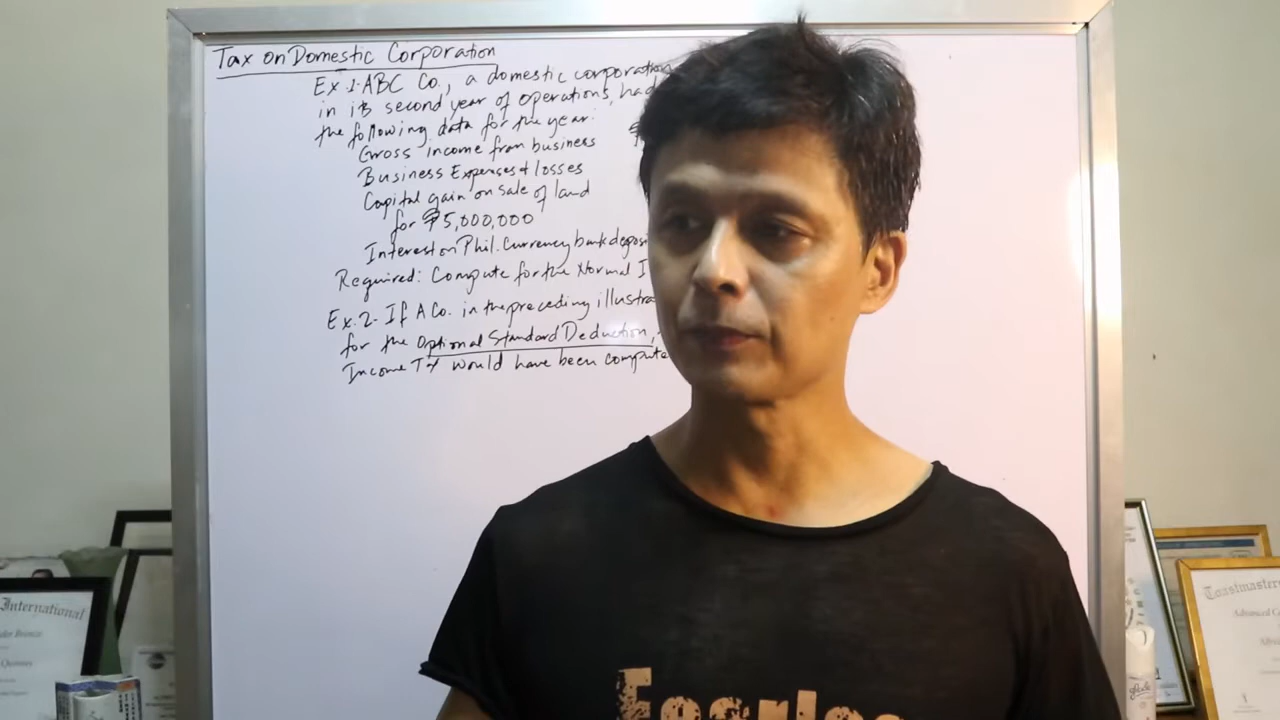 Tax on Domestic Corporation
Ex. 1. ABC Co., a domestic corporation
in its second year of operations, had
the following data for the year:
Gross income from business
Business Expenses & losses
Capital gain on sale of land
for ₱5,000,000
Interest on Phil. Currency bank
Required: Compute for the Normal I
Ex. 2. If A Co. in the preceding
for the Optional Standard Deduction,
Income Tax would have been
International
Bronze
Toastmasters
Advanced
Fearless